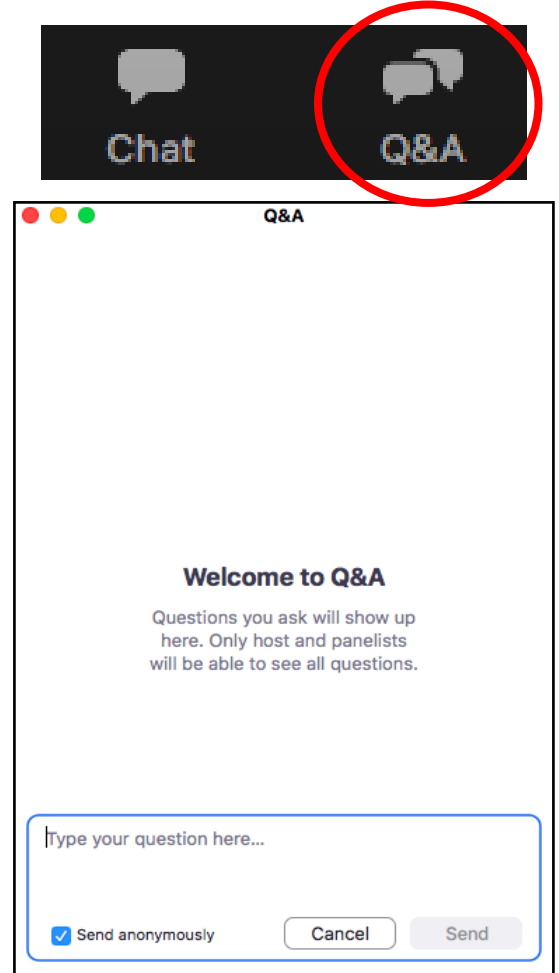 Chat Q&A
Q&A
Welcome to Q&A
Questions you ask will show up
here. Only host and panelists
will be able to see all questions.
Type your question here...
Send anonymously Cancel Send